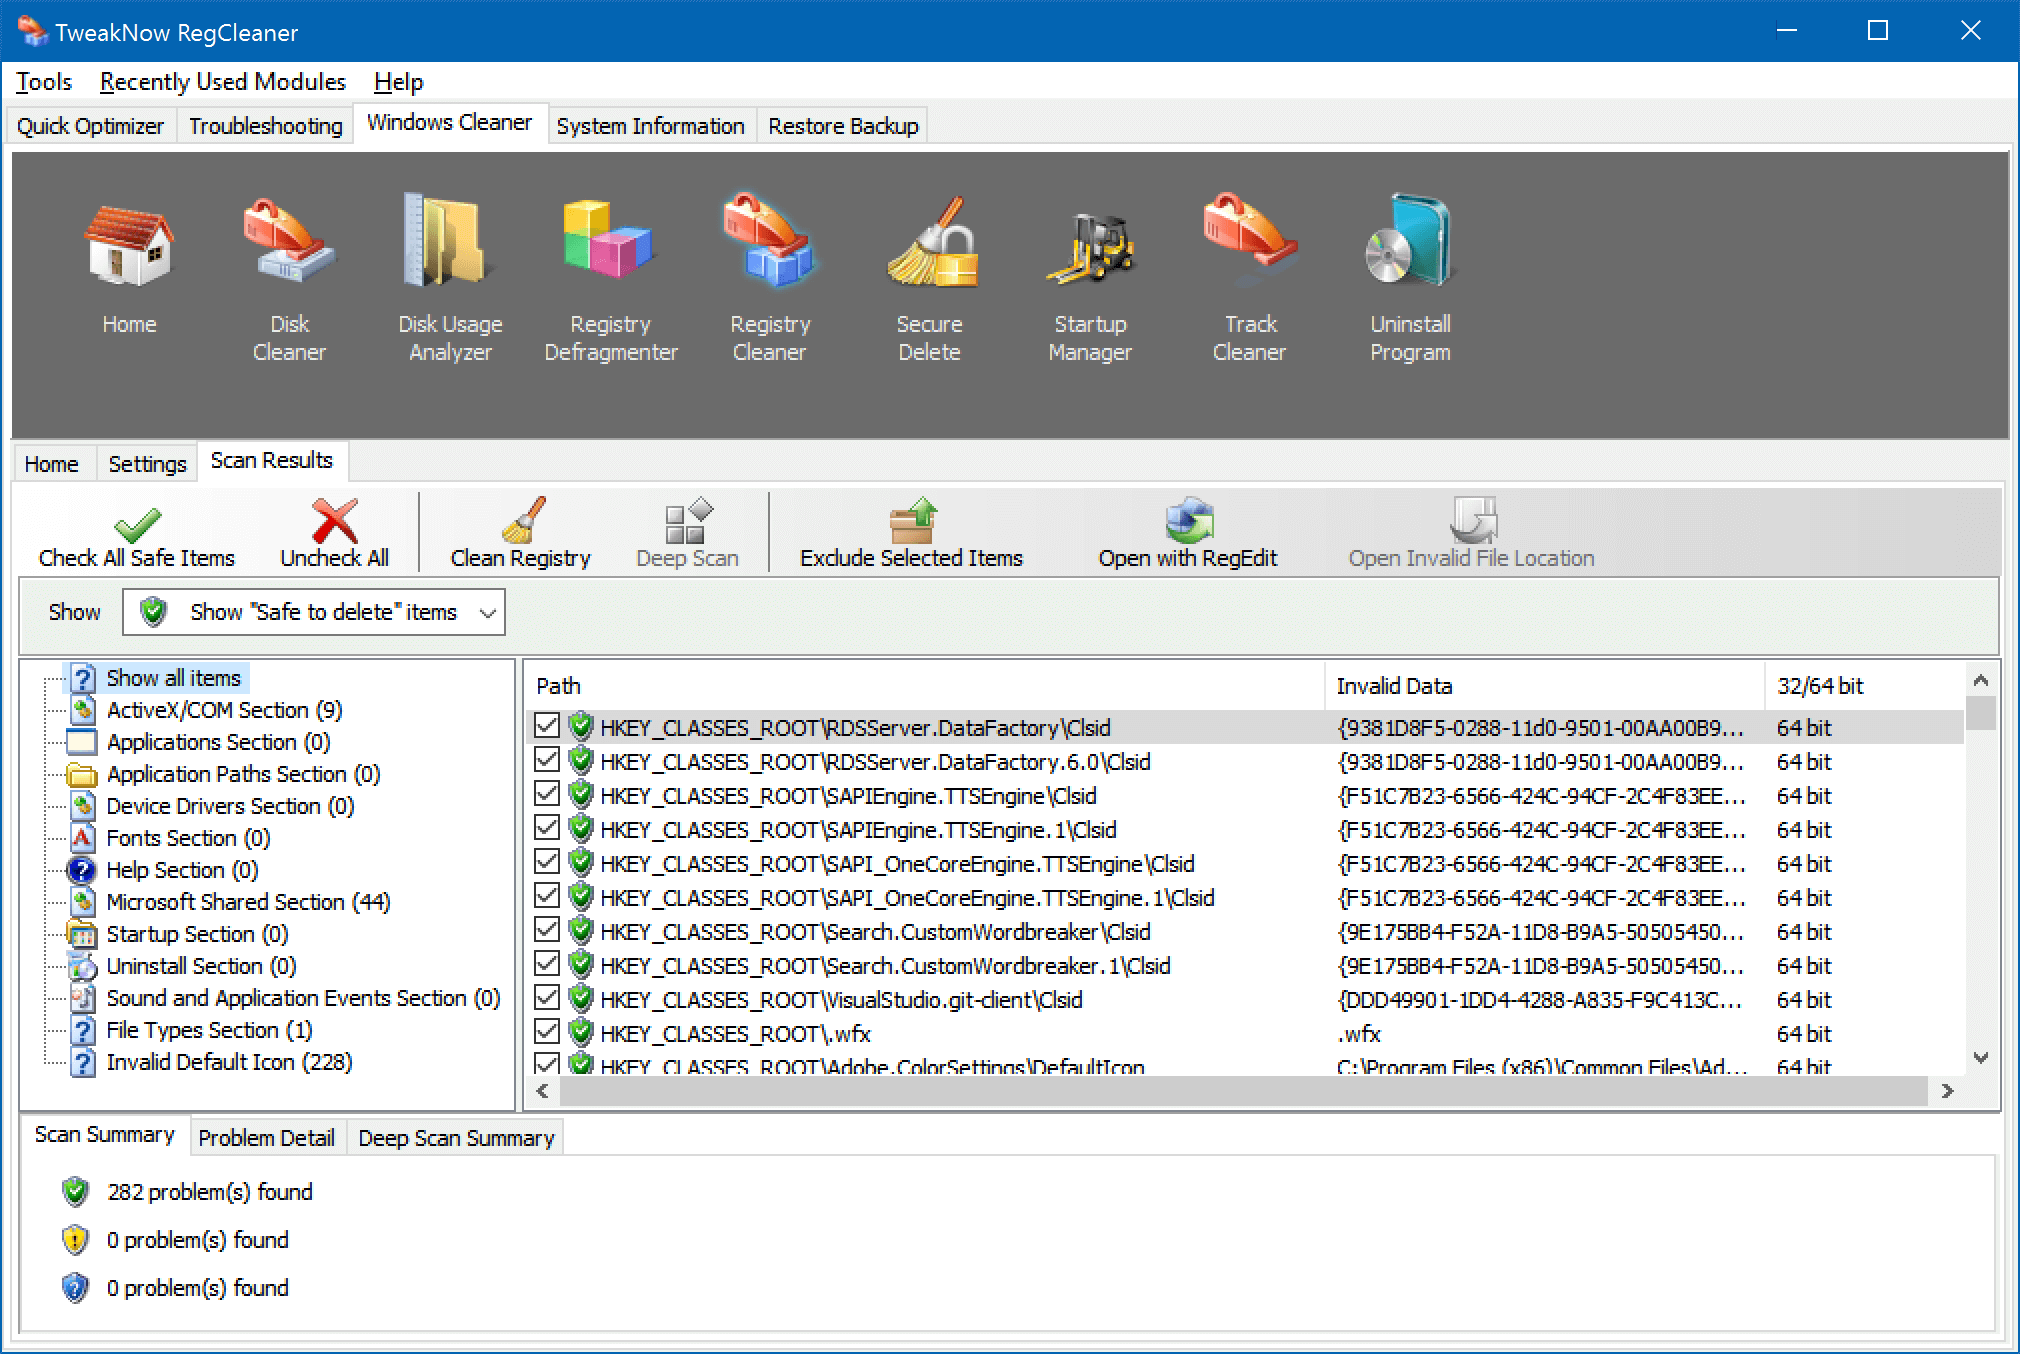 TweakNow RegCleaner
Tools Recently Used Modules Help
Quick Optimizer Troubleshooting Windows Cleaner System Information Restore Backup
Home
Disk Cleaner
Disk Usage Analyzer
Registry Defragmenter
Registry Cleaner
Secure Delete
Startup Manager
Track Cleaner
Uninstall Program
Home Settings Scan Results
Check All Safe Items Uncheck All Clean Registry Deep Scan Exclude Selected Items Open with RegEdit Open Invalid File Location
Show Show "Safe to delete" items
Show all items
ActiveX/COM Section (9)
Applications Section (0)
Application Paths Section (0)
Device Drivers Section (0)
Fonts Section (0)
Help Section (0)
Microsoft Shared Section (44)
Startup Section (0)
Uninstall Section (0)
Sound and Application Events Section (0)
File Types Section (1)
Invalid Default Icon (228)
Path Invalid Data 32/64 bit
HKEY_CLASSES_ROOT\RDSServer.DataFactory\Clsid {9381D8F5-0288-11d0-9501-00AA00B9... 64 bit
HKEY_CLASSES_ROOT\RDSServer.DataFactory.6.0\Clsid {9381D8F5-0288-11d0-9501-00AA00B9... 64 bit
HKEY_CLASSES_ROOT\SAPIEngine.TTSEngine\Clsid {F51C7B23-6566-424C-94CF-2C4F83EE... 64 bit
HKEY_CLASSES_ROOT\SAPIEngine.TTSEngine.1\Clsid {F51C7B23-6566-424C-94CF-2C4F83EE... 64 bit
HKEY_CLASSES_ROOT\SAPI_OneCoreEngine.TTSEngine\Clsid {F51C7B23-6566-424C-94CF-2C4F83EE... 64 bit
HKEY_CLASSES_ROOT\SAPI_OneCoreEngine.TTSEngine.1\Clsid {F51C7B23-6566-424C-94CF-2C4F83EE... 64 bit
HKEY_CLASSES_ROOT\Search.CustomWordbreaker\Clsid {9E175BB4-F52A-11D8-B9A5-50505450... 64 bit
HKEY_CLASSES_ROOT\Search.CustomWordbreaker.1\Clsid {9E175BB4-F52A-11D8-B9A5-50505450... 64 bit
HKEY_CLASSES_ROOT\VisualStudio.git-client\Clsid {DDD49901-1DD4-4288-A835-F9C413C... 64 bit
HKEY_CLASSES_ROOT\.wfx .wfx 64 bit
HKEY_CLASSES_ROOT\Adobe.ColorSettings\DefaultIcon C:\Program Files (x86)\Common Files\Ad... 64 bit
Scan Summary Problem Detail Deep Scan Summary
282 problem(s) found
0 problem(s) found
0 problem(s) found